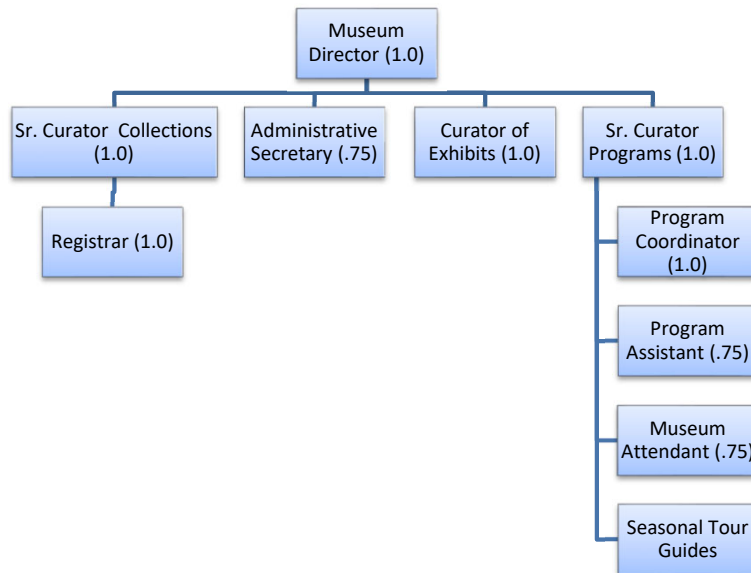 Museum
Director (1.0)
Sr. Curator Collections
(1.0)
Administrative
Secretary (.75)
Curator of
Exhibits (1.0)
Sr. Curator
Programs (1.0)
Registrar (1.0)
Program
Coordinator
(1.0)
Program
Assistant (.75)
Museum
Attendant (.75)
Seasonal Tour
Guides